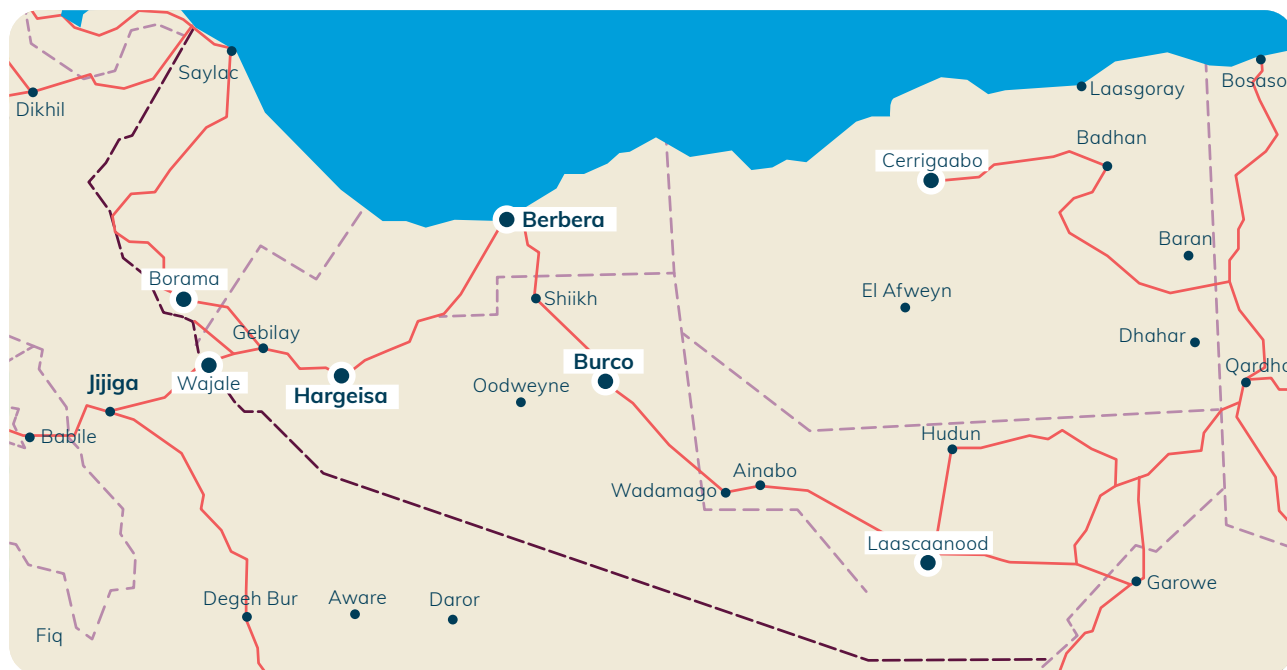 Saylac
Dikhil
Bosaso
Laasgoray
Badhan
Cerrigaabo
Berbera
Baran
Borama
El Afweyn
Shiikh
Gebilay
Dhahar
Burco
Qardho
Jijiga
Wajale
Hargeisa
Oodweyne
Babile
Hudun
Ainabo
Wadamago
Laascaanood
Garowe
Degeh Bur
Aware
Daror
Fiq